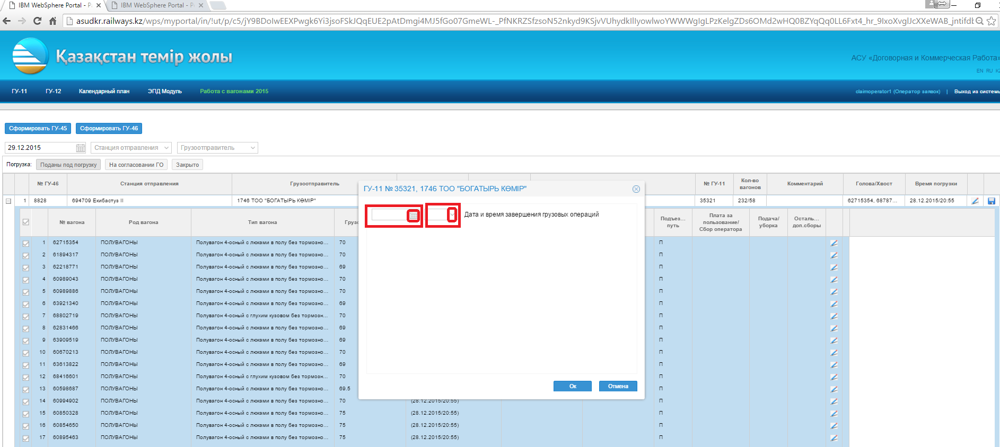 IBM WebSphere Portal - P
IBM WebSphere Portal - P
Қазақстан темір жолы
АСУ «Договорная и Коммерческая Работа»
EN RU KZ
ГУ-11 ГУ-12 Календарный план ЭПД Модуль Работа с вагонами 2015
claimoperator1 (Оператор заявок) | Выход из системы
Сформировать ГУ-45 Сформировать ГУ-46
29.12.2015 Станция отправления Грузоотправитель
Погрузка: Поданы под погрузку На согласовании ГО Закрыто
№ ГУ-46 Станция отправления Грузоотправитель № ГУ-11 Кол-во вагонов Комментарий Голова/Хвост Время погрузки
1 8828 694709 Екибастуз II 1746 ТОО "БОГАТЫРЬ КӨМІР" 35321 232/58 62715354, 68787... 28.12.2015/20:55
ГУ-11 № 35321, 1746 ТОО "БОГАТЫРЬ КӨМІР"
Дата и время завершения грузовых операций
Ок Отмена
№ вагона Род вагона Тип вагона Грузо Подъез... путь Плата за пользование/ Сбор оператора Подача/ уборка Осталь... доп.сборы
1 62715354 ПОЛУВАГОНЫ Полувагон 4-осный с люками в полу без тормозно... 70 П
2 61894317 ПОЛУВАГОНЫ Полувагон 4-осный с люками в полу без тормозно... 70 П
3 62218771 ПОЛУВАГОНЫ Полувагон 4-осный с люками в полу без тормозно... 69 П
4 60989043 ПОЛУВАГОНЫ Полувагон 4-осный с люками в полу без тормозно... 70 П
5 60989886 ПОЛУВАГОНЫ Полувагон 4-осный с люками в полу без тормозно... 70 П
6 63921340 ПОЛУВАГОНЫ Полувагон 4-осный с люками в полу без тормозно... 69 П
7 68802719 ПОЛУВАГОНЫ Полувагон 4-осный с глухим кузовом без тормозн... 70 П
8 62831466 ПОЛУВАГОНЫ Полувагон 4-осный с люками в полу без тормозно... 69 П
9 63909519 ПОЛУВАГОНЫ Полувагон 4-осный с люками в полу без тормозно... 69 П
10 60670213 ПОЛУВАГОНЫ Полувагон 4-осный с люками в полу без тормозно... 70 П
11 63613822 ПОЛУВАГОНЫ Полувагон 4-осный с люками в полу без тормозно... 69 П
12 68416601 ПОЛУВАГОНЫ Полувагон 4-осный с глухим кузовом без тормозн... 70 П
13 60598687 ПОЛУВАГОНЫ Полувагон 4-осный с люками в полу без тормозно... 69.5 П
14 60994902 ПОЛУВАГОНЫ Полувагон 4-осный с люками в полу без тормозно... 70 (28.12.2015/20:55) П
15 60850328 ПОЛУВАГОНЫ Полувагон 4-осный с люками в полу без тормозно... 75 (28.12.2015/20:55) П
16 60854650 ПОЛУВАГОНЫ Полувагон 4-осный с люками в полу без тормозно... 75 (28.12.2015/20:55) П
17 60895463 ПОЛУВАГОНЫ Полувагон 4-осный с люками в полу без тормозно... 75 (28.12.2015/20:55) П